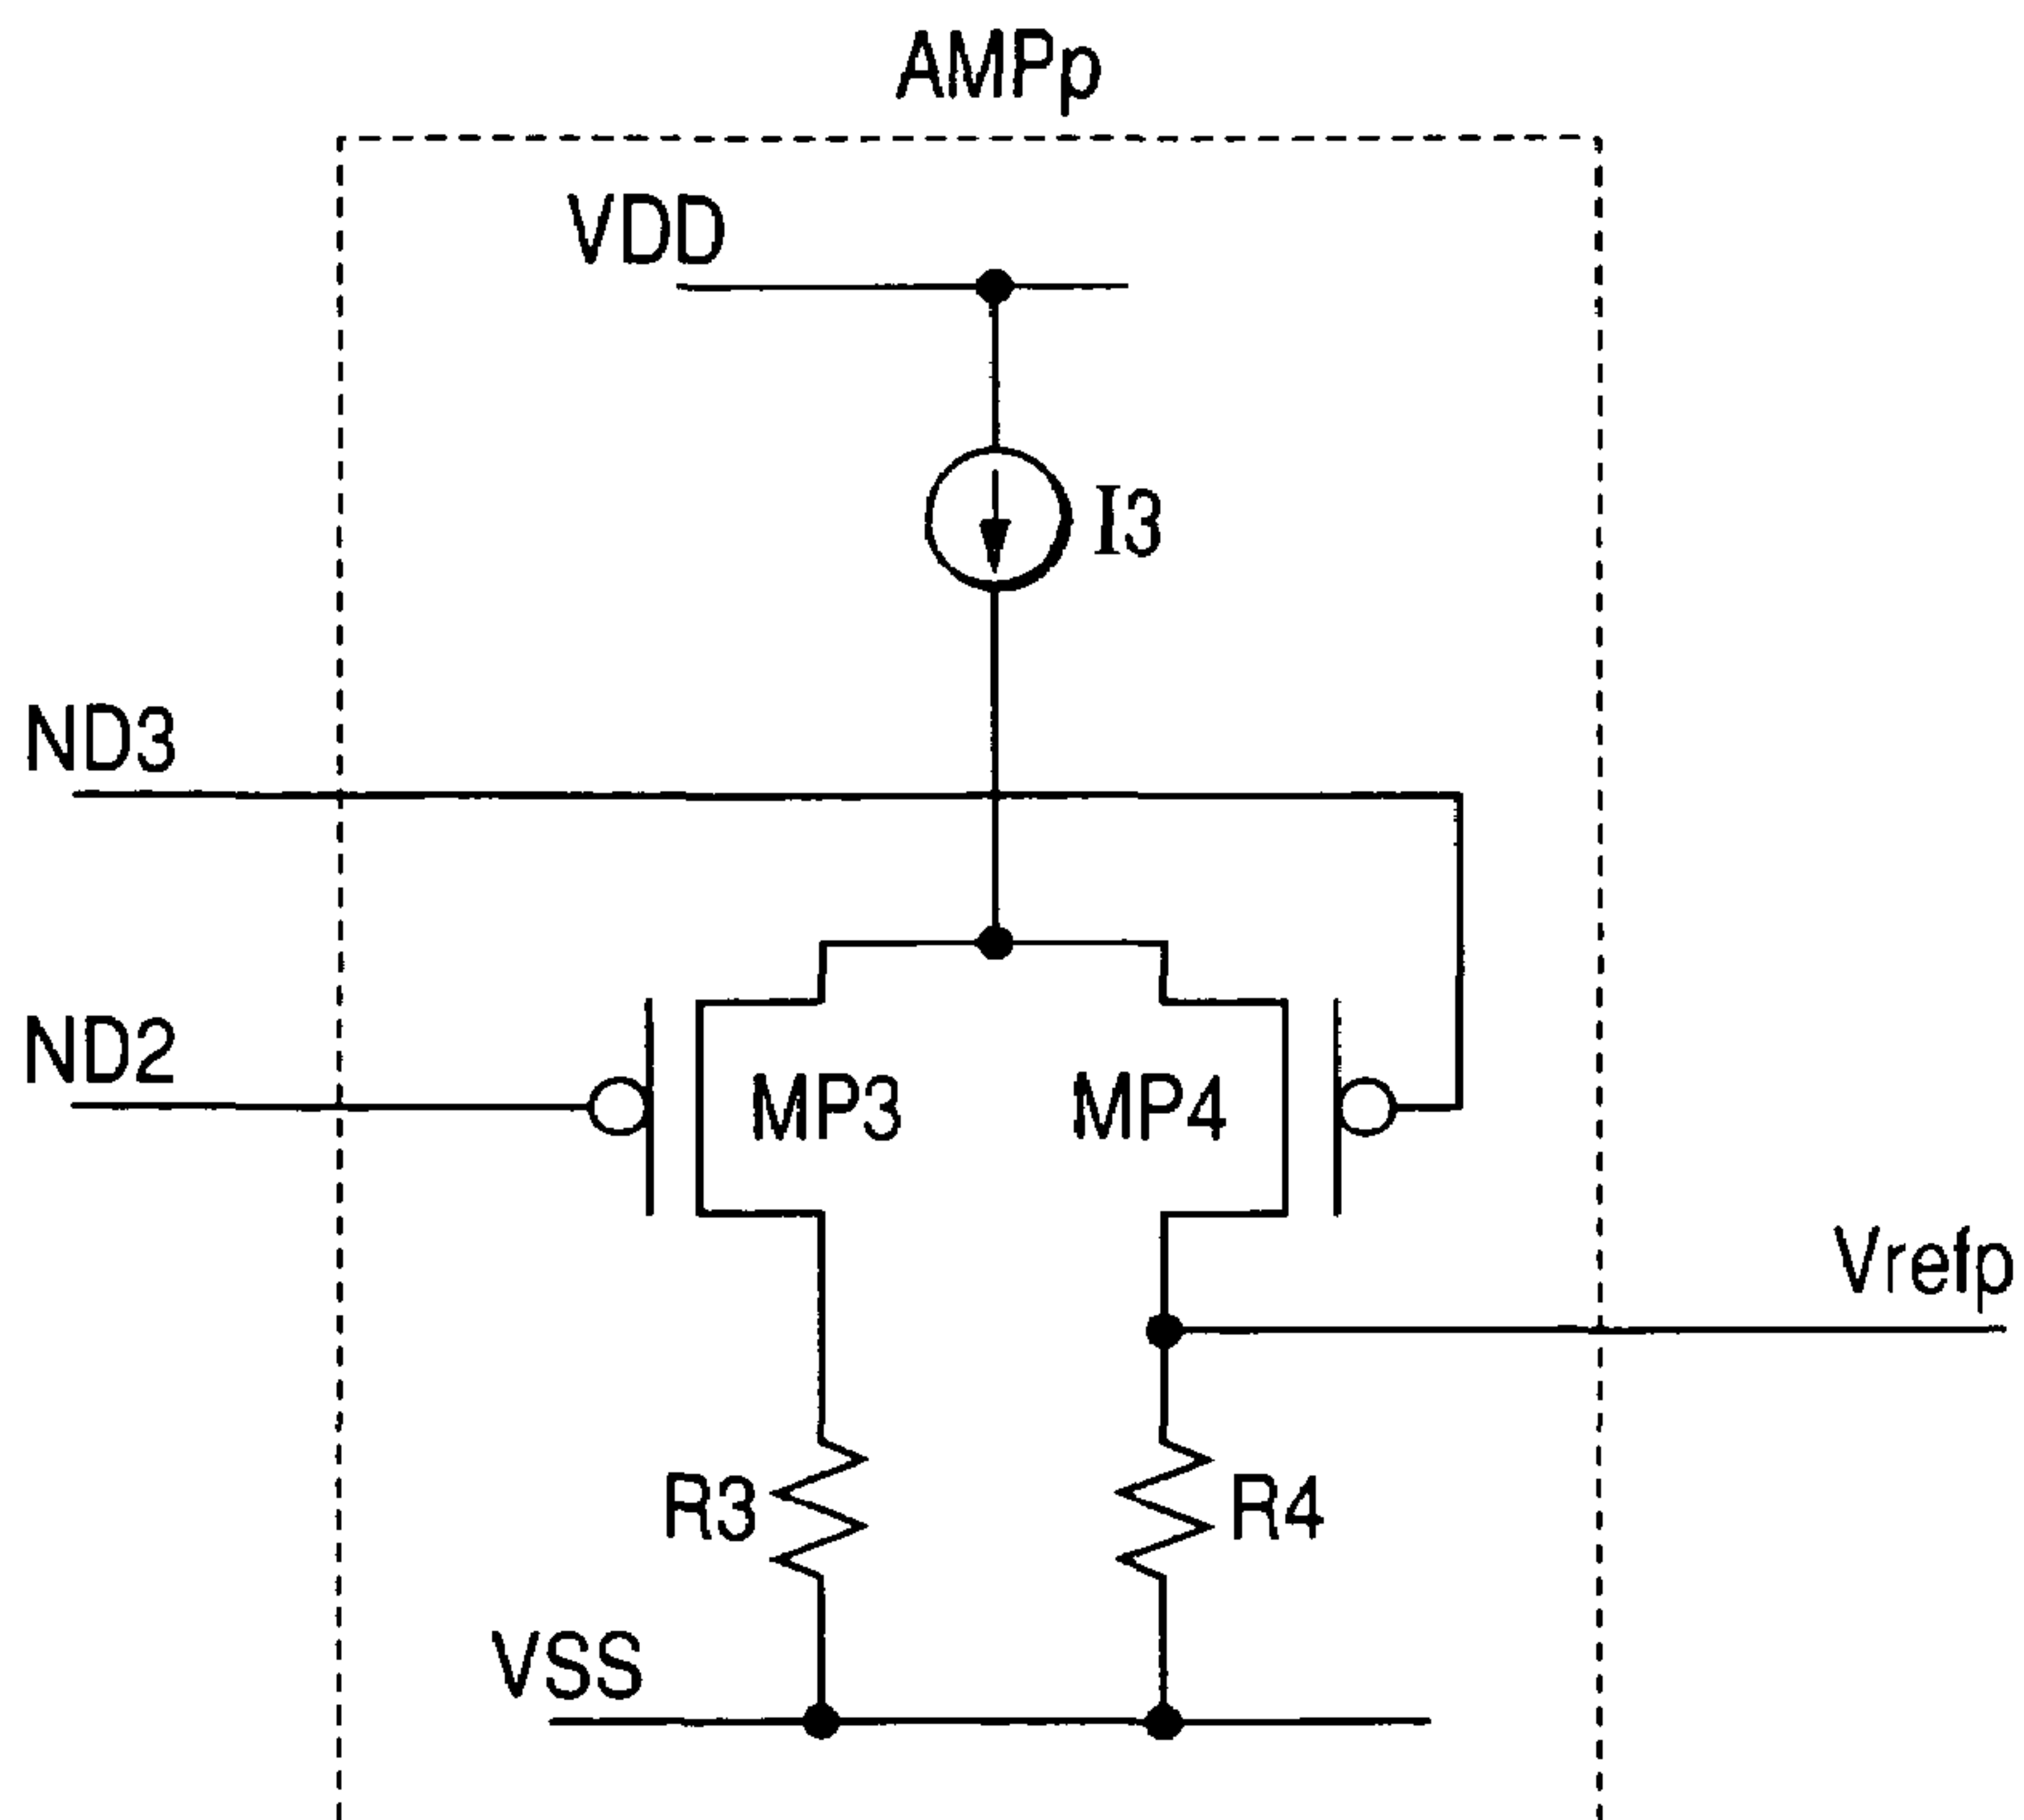 AMPp
VDD
I3
ND3
ND2
MP3
MP4
Vrefp
R3
R4
VSS